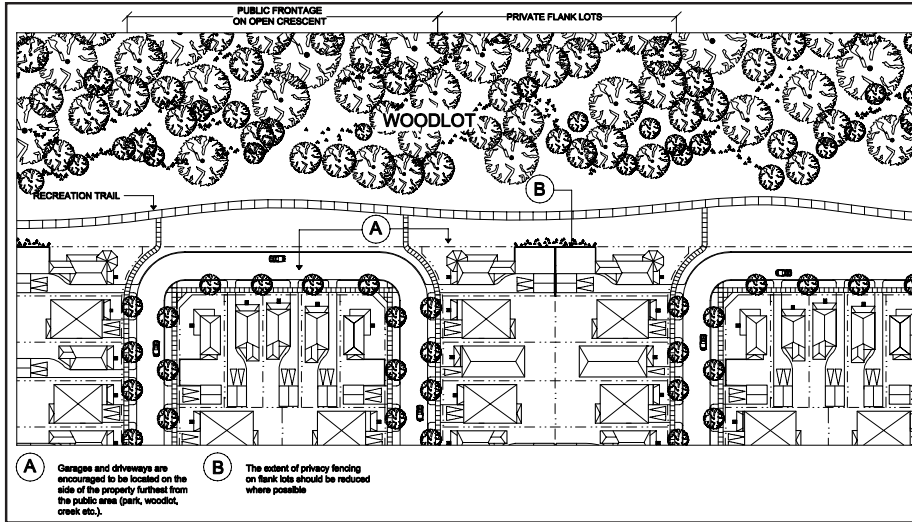 PUBLIC FRONTAGE
ON OPEN CRESCENT
PRIVATE FLANK LOTS
WOODLOT
RECREATION TRAIL
B
A
A
Garages and driveways are
encouraged to be located on the
side of the property furthest from
the public area (park, woodlot,
creek etc.).
B
The extent of privacy fencing
on flank lots should be reduced
where possible